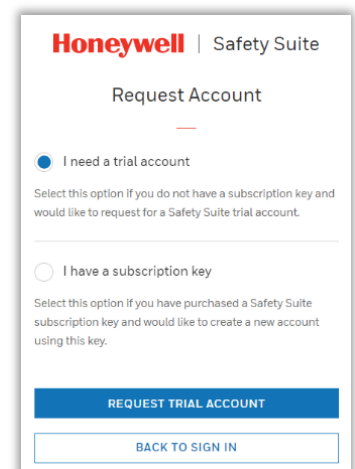 Honeywell | Safety Suite
Request Account
I need a trial account
Select this option if you do not have a subscription key and
would like to request for a Safety Suite trial account.
I have a subscription key
Select this option if you have purchased a Safety Suite
subscription key and would like to create a new account
using this key.
REQUEST TRIAL ACCOUNT
BACK TO SIGN IN